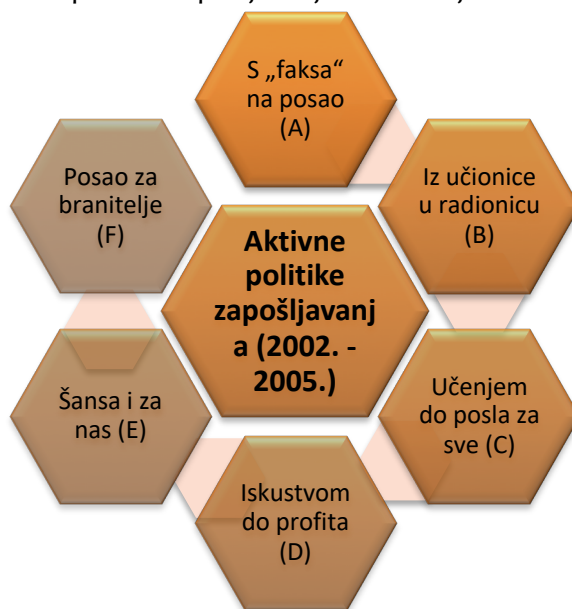 S „faksa“
na posao
(A)
Iz učionice
u radionicu
(B)
Učenjem
do posla za
sve (C)
Iskustvom
do profita
(D)
Šansa i za
nas (E)
Posao za
branitelje
(F)
Aktivne
politike
zapošljavanj
a (2002. -
2005.)